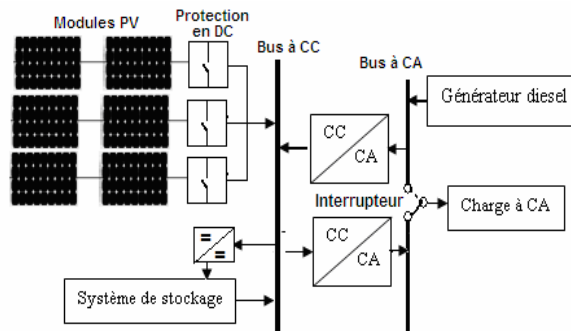 Modules PV
Protection
en DC
Bus à CC
Bus à CA
Générateur diesel
CC
CA
Interrupteur
Charge à CA
CC
CA
=
=
Système de stockage